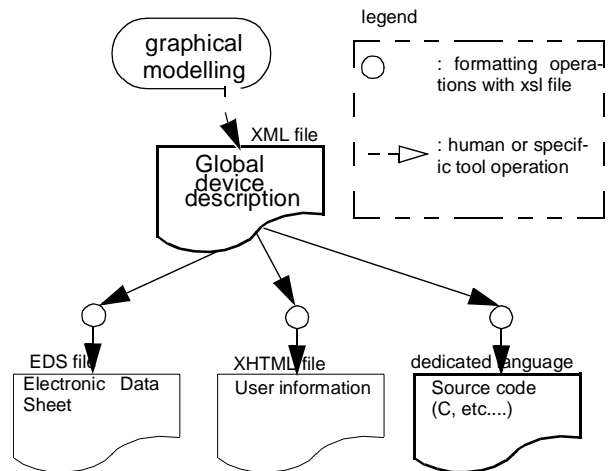 legend
graphical
modelling
: formatting opera-
tions with xsl file
: human or specif-
ic tool operation
XML file
Global
device
description
EDS file
Electronic Data
Sheet
XHTML file
User information
dedicated language
Source code
(C, etc....)